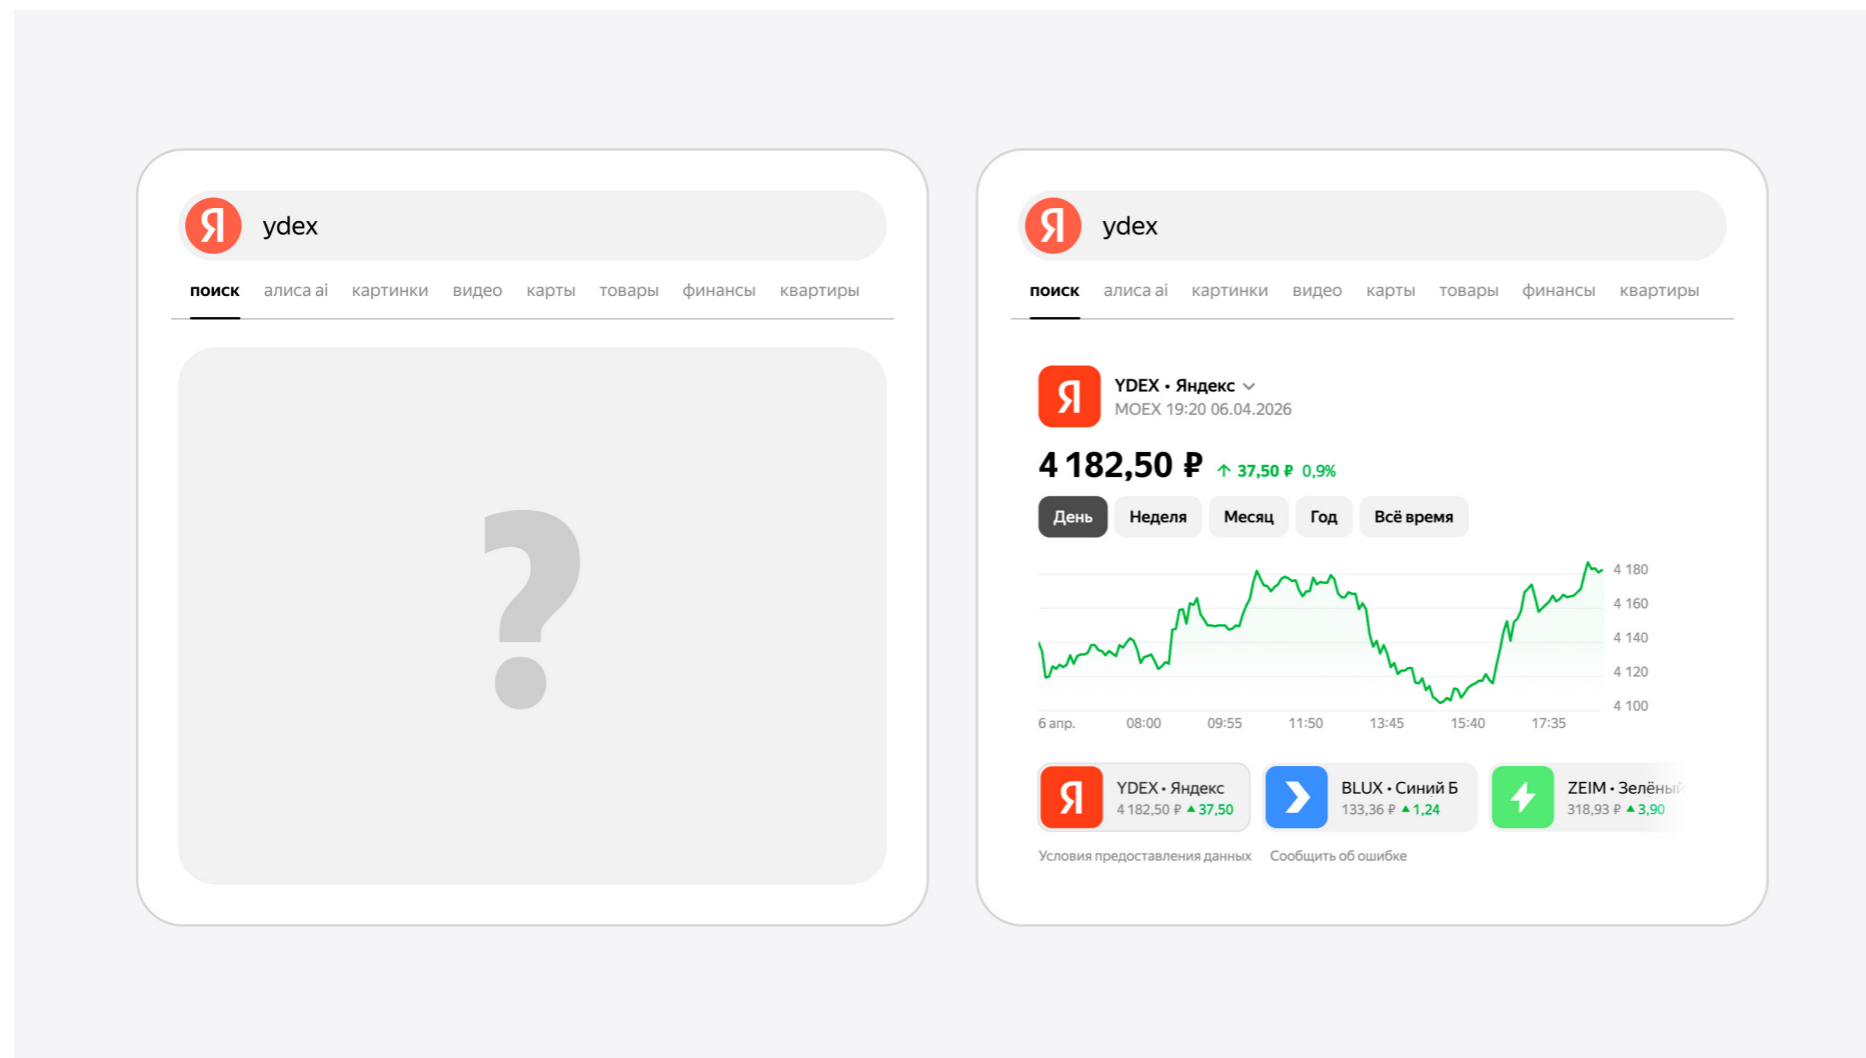 Я ydex
поиск алиса ai картинки видео карты товары финансы квартиры
?
Я ydex
поиск алиса ai картинки видео карты товары финансы квартиры
Я
YDEX • Яндекс
MOEX 19:20 06.04.2026
4 182,50 ₽ ↑ 37,50 ₽ 0,9%
День Неделя Месяц Год Всё время
4 180
4 160
4 140
4 120
4 100
6 апр. 08:00 09:55 11:50 13:45 15:40 17:35
Я
YDEX • Яндекс
4 182,50 ₽ ▲ 37,50
BLUX • Синий Б
133,36 ₽ ▲ 1,24
ZEIM • Зелёный
318,93 ₽ ▲ 3,90
Условия предоставления данных Сообщить об ошибке